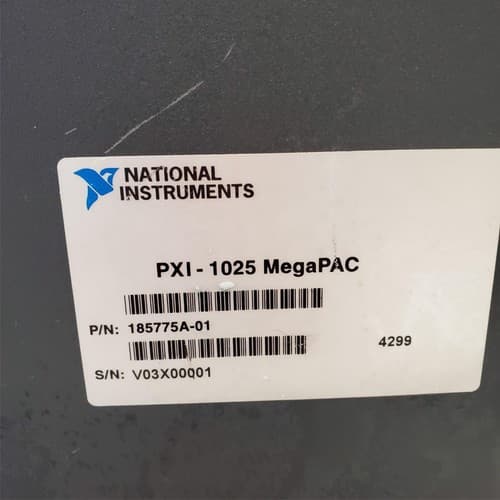 NATIONAL
INSTRUMENTS
PXI - 1025 MegaPAC
P/N: 185775A-01
4299
S/N: V03X00001